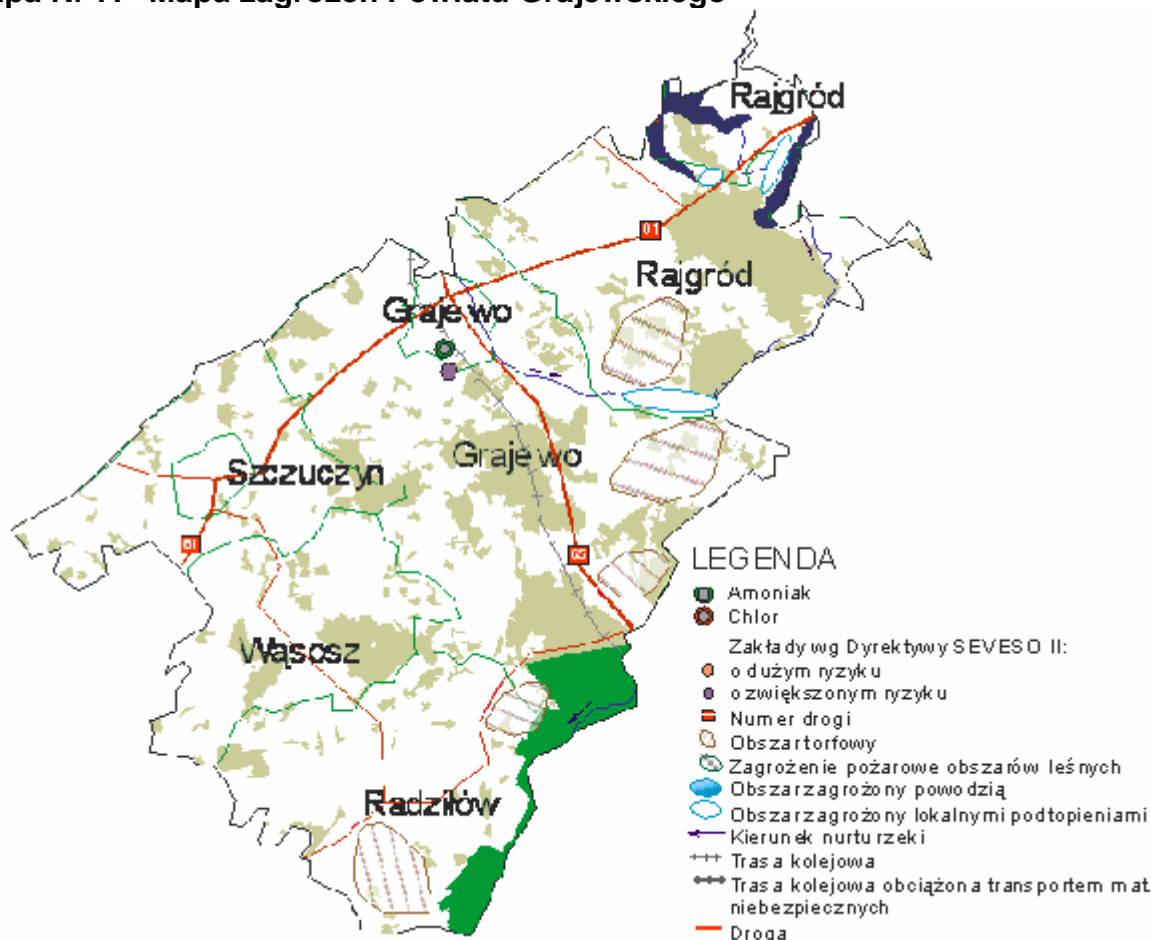 Mapa zagrożeń Powiatu Grajewskiego
Rajgród
01
Rajgród
Grajewo
Grajewo
Szczuczyn
61
65
Wąsosz
Radziłów
LEGENDA
Amoniak
Chlor
Zakłady wg Dyrektywy SEVESO II:
o dużym ryzyku
o zwiększonym ryzyku
Numer drogi
Obszar torfowy
Zagrożenie pożarowe obszarów leśnych
Obszar zagrożony powodzią
Obszar zagrożony lokalnymi podtopieniami
Kierunek nurtu rzeki
Trasa kolejowa
Trasa kolejowa obciążona transportem mat
niebezpiecznych
Droga